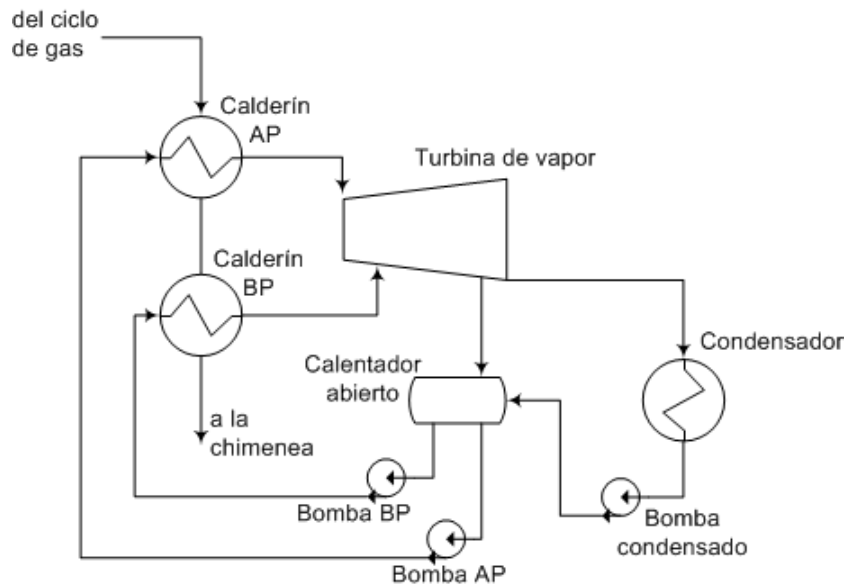 del ciclo
de gas
Calderín
AP
Turbina de vapor
Calderín
BP
Condensador
Calentador
abierto
a la
chimenea
Bomba BP
Bomba
condensado
Bomba AP